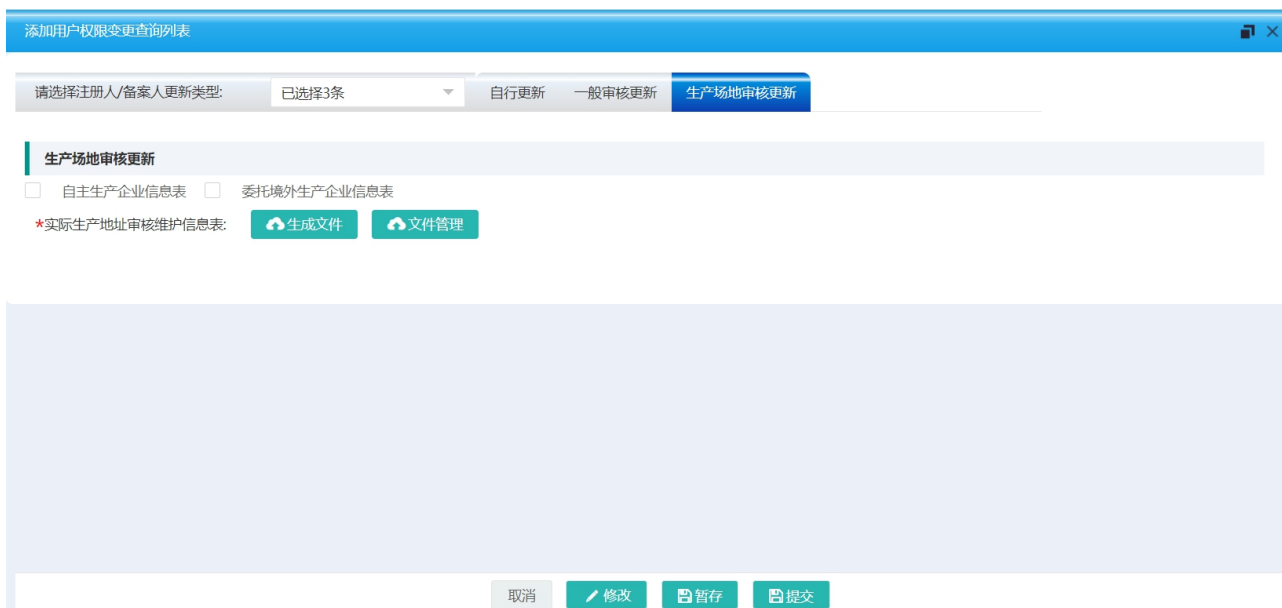 添加用户权限变更查询列表
请选择注册人/备案人更新类型: 已选择3条 自行更新 一般审核更新 生产场地审核更新
生产场地审核更新
自主生产企业信息表 委托境外生产企业信息表
*实际生产地址审核维护信息表: 生成文件 文件管理
取消 修改 暂存 提交